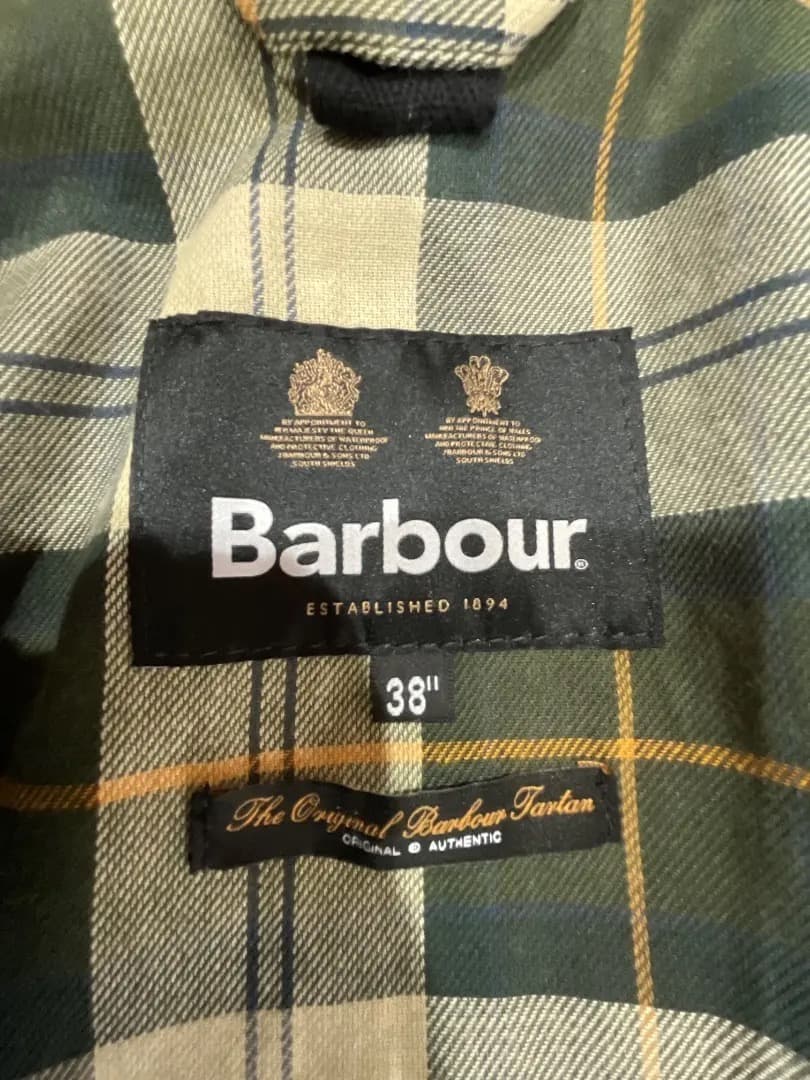 BY APPOINTMENT TO
HER MAJESTY THE QUEEN
MANUFACTURERS OF WATERPROOF
AND PROTECTIVE CLOTHING
J BARBOUR & SONS LTD
SOUTH SHIELDS
BY APPOINTMENT TO
HRH THE PRINCE OF WALES
MANUFACTURERS OF WATERPROOF
AND PROTECTIVE CLOTHING
J BARBOUR & SONS LTD
SOUTH SHIELDS
Barbour®
ESTABLISHED 1894
38"
The Original Barbour Tartan
ORIGINAL ® AUTHENTIC